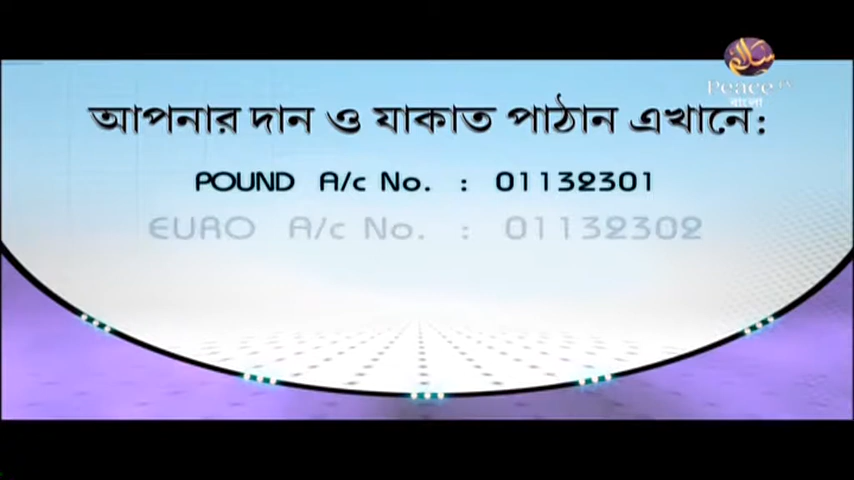 Peace TV
বাংলা
আপনার দান ও যাকাত পাঠান এখানে:
POUND A/c No. : 01132301
EURO A/c No. : 01132302